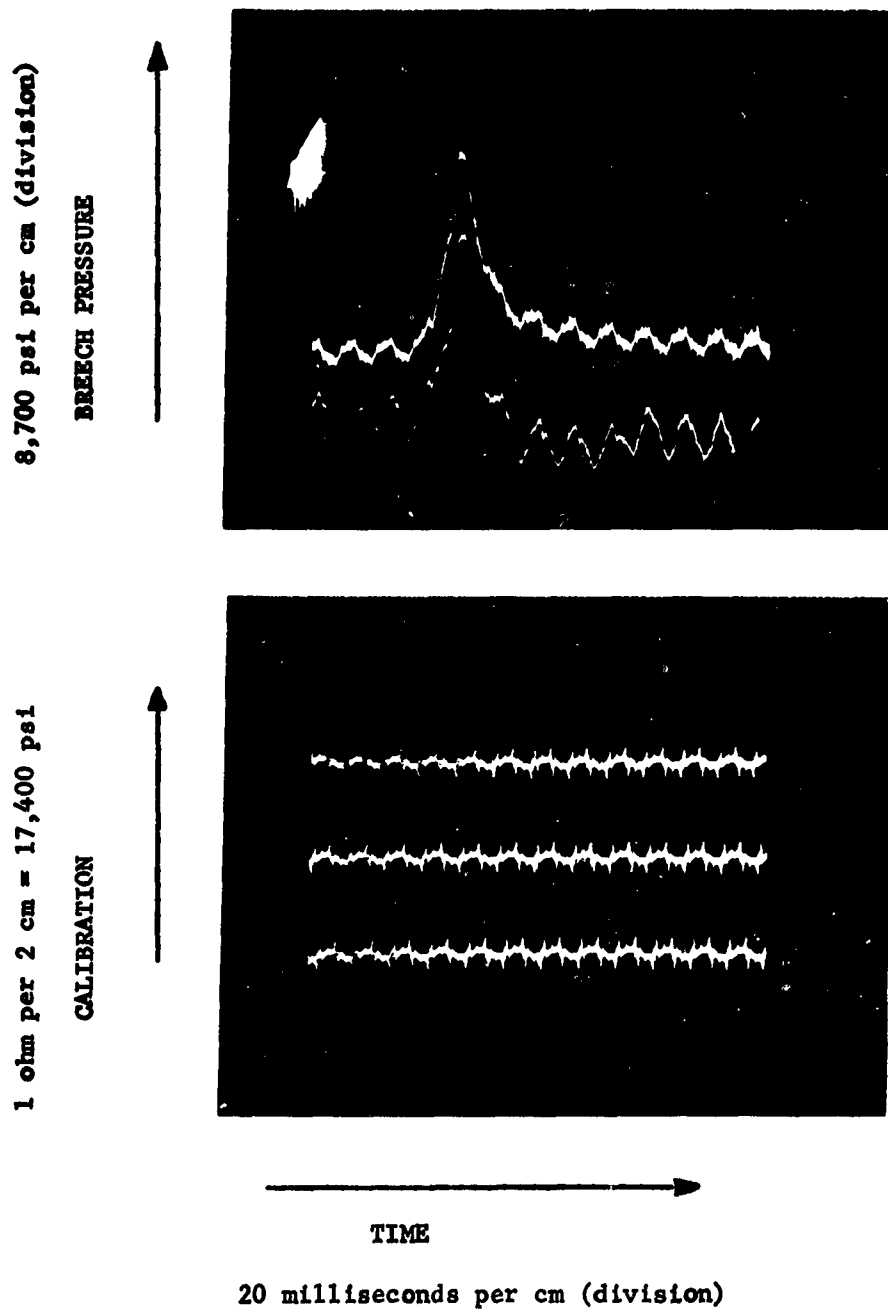 8,700 psi per cm (division)
BREECH PRESSURE
1 ohm per 2 cm = 17,400 psi
CALIBRATION
TIME
20 milliseconds per cm (division)